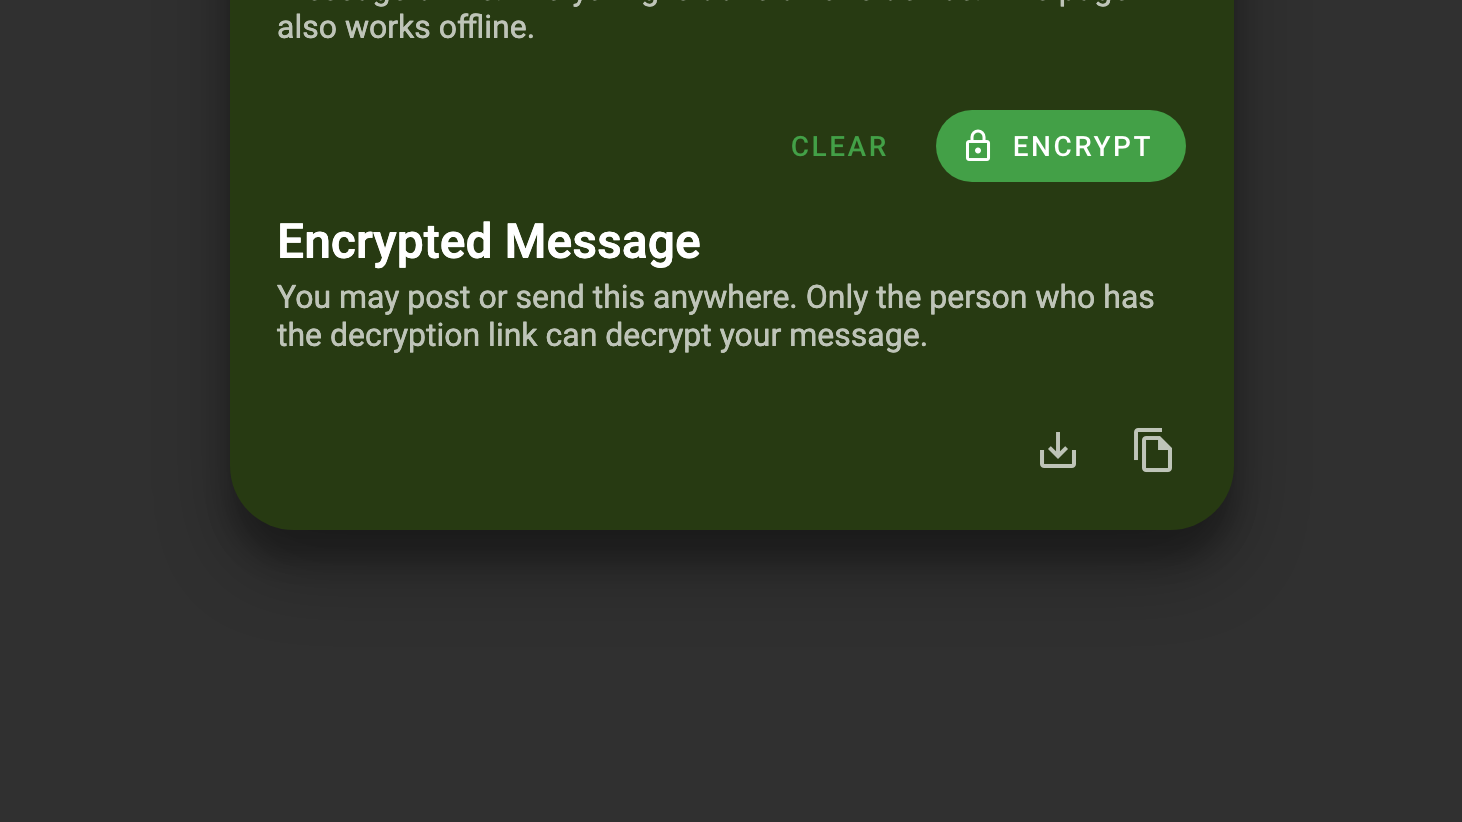 also works offline.
CLEAR
ENCRYPT
Encrypted Message
You may post or send this anywhere. Only the person who has
the decryption link can decrypt your message.